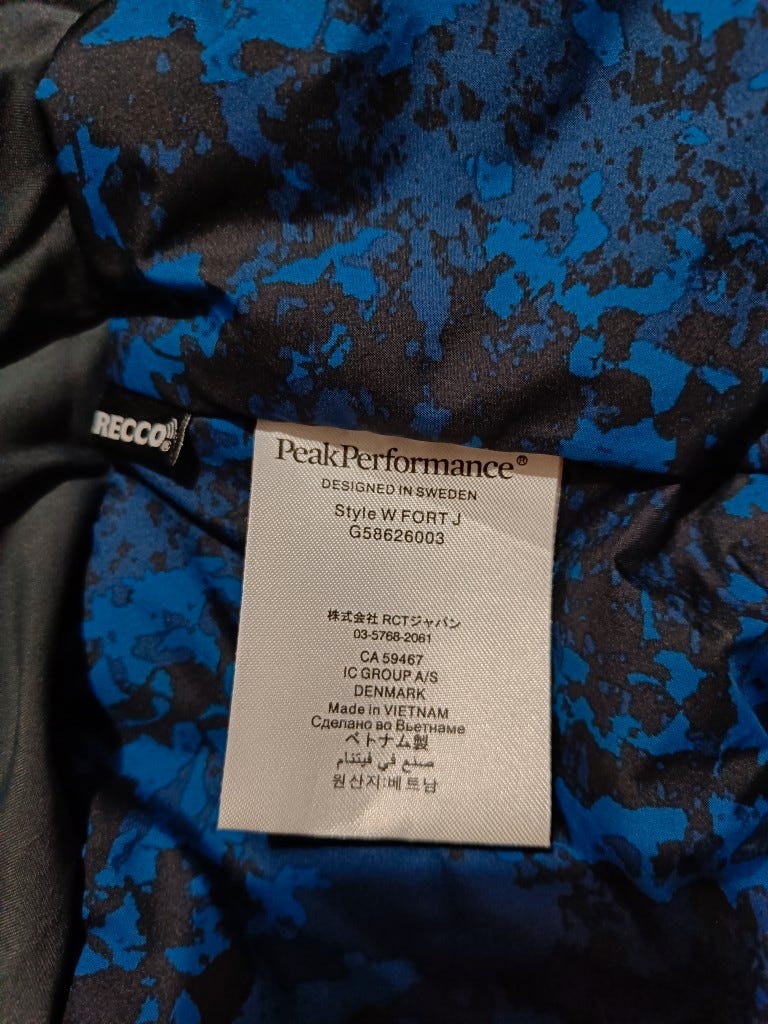 RECCO®
PeakPerformance®
DESIGNED IN SWEDEN
Style W FORT J
G58626003
株式会社 RCTジャパン
03-5768-2061
CA 59467
IC GROUP A/S
DENMARK
Made in VIETNAM
Сделано во Вьетнаме
ベトナム製
صنع في فيتنام
원산지:베트남